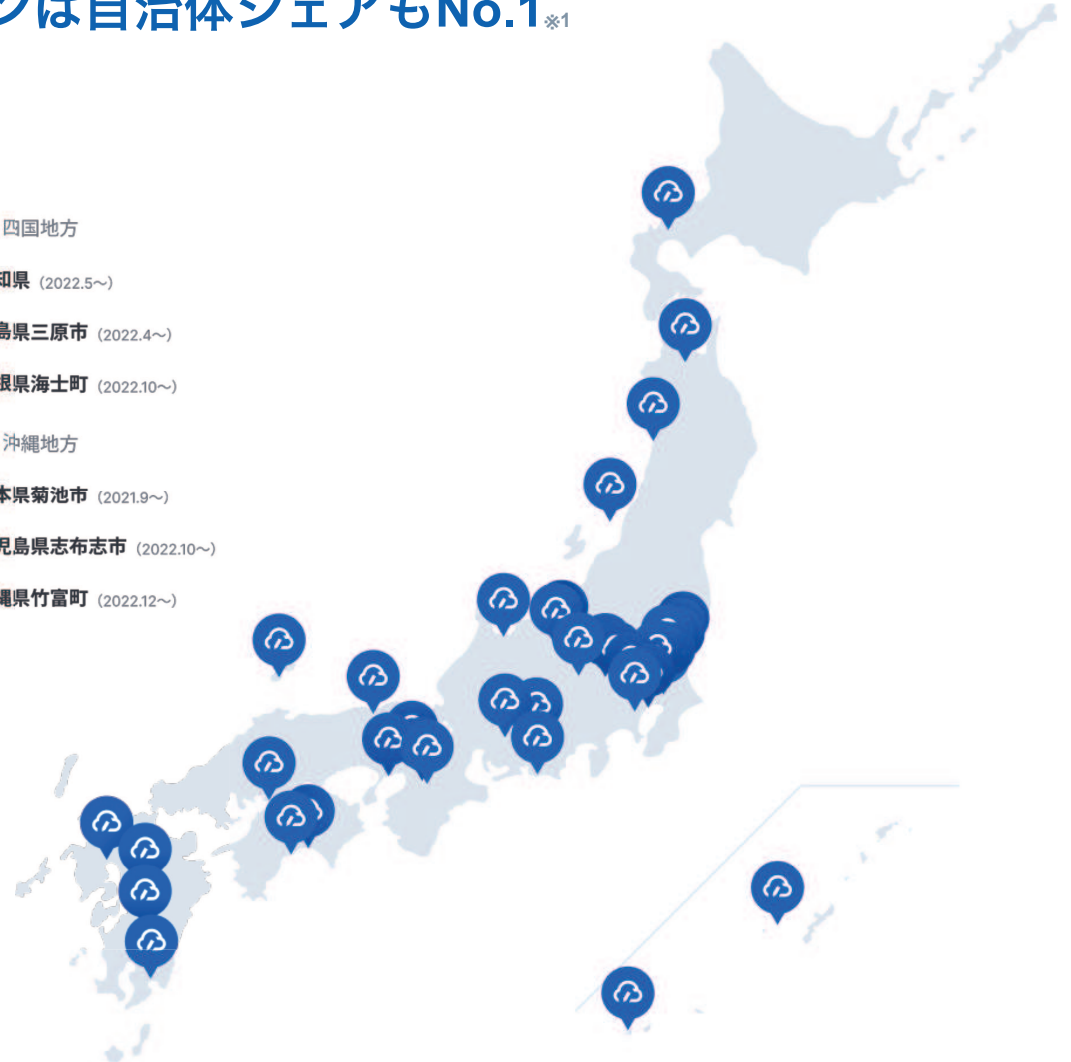 ンは自治体シェアもNo.1※1
四国地方
知県（2022.5～）
島県三原市（2022.4～）
根県海士町（2022.10～）
沖縄地方
本県菊池市（2021.9～）
児島県志布志市（2022.10～）
縄県竹富町（2022.12～）